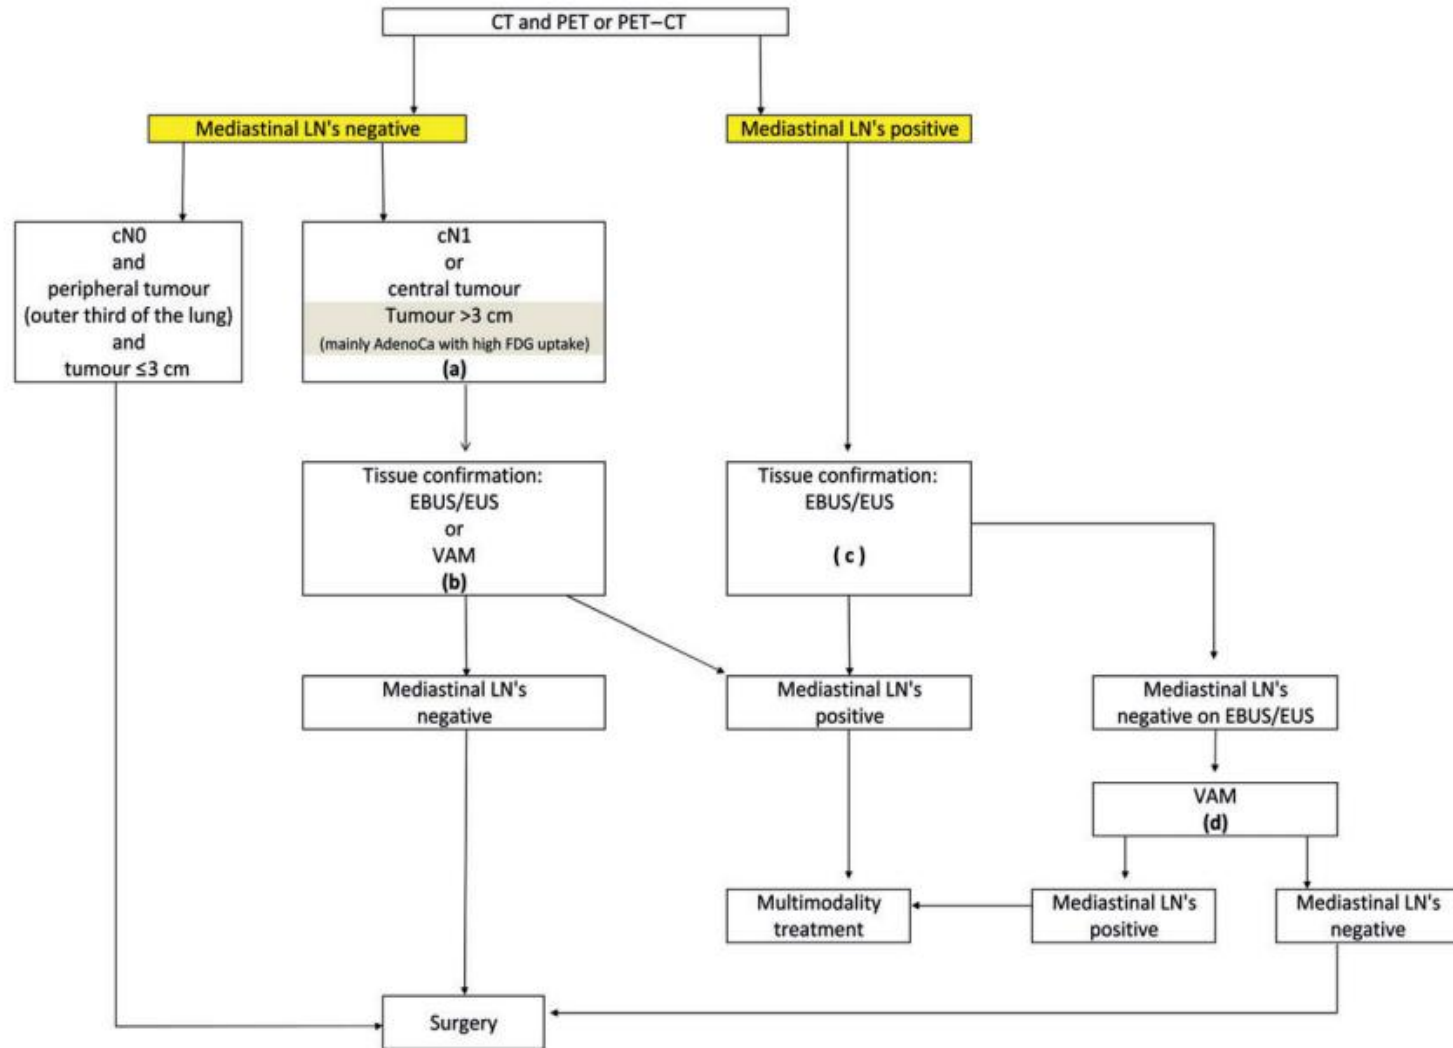 CT and PET or PET–CT
Mediastinal LN's negative
Mediastinal LN's positive
cN0
and
peripheral tumour
(outer third of the lung)
and
tumour ≤3 cm
cN1
or
central tumour
Tumour >3 cm
(mainly AdenoCa with high FDG uptake)
(a)
Tissue confirmation:
EBUS/EUS
or
VAM
(b)
Tissue confirmation:
EBUS/EUS
( c )
Mediastinal LN's
negative
Mediastinal LN's
positive
Mediastinal LN's
negative on EBUS/EUS
VAM
(d)
Multimodality
treatment
Mediastinal LN's
positive
Mediastinal LN's
negative
Surgery